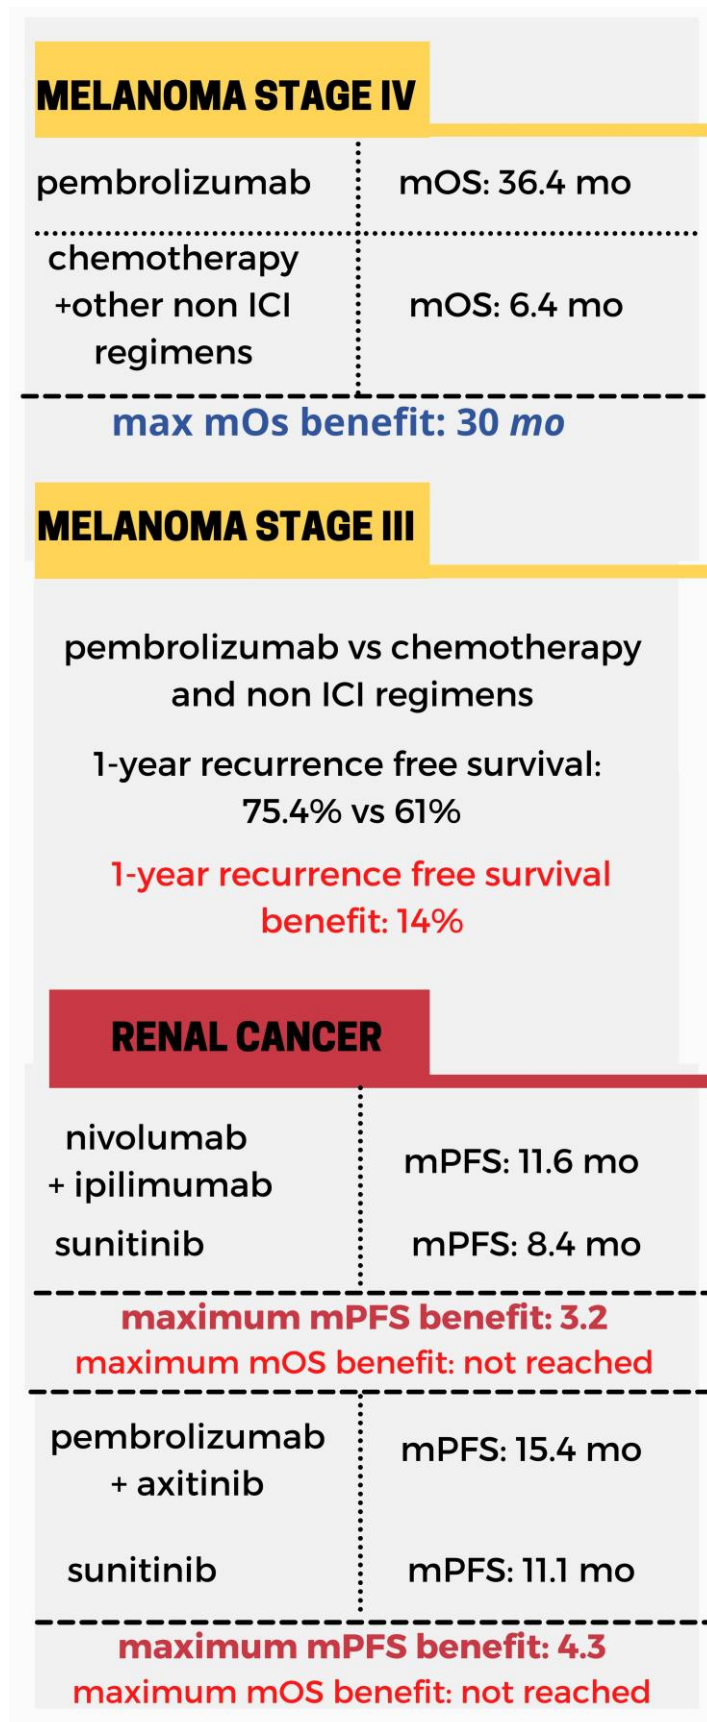 MELANOMA STAGE IV
pembrolizumab
mOS: 36.4 mo
chemotherapy
+other non ICI
regimens
mOS: 6.4 mo
max mOs benefit: 30 mo
MELANOMA STAGE III
pembrolizumab vs chemotherapy
and non ICI regimens
1-year recurrence free survival:
75.4% vs 61%
1-year recurrence free survival
benefit: 14%
RENAL CANCER
nivolumab
+ ipilimumab
mPFS: 11.6 mo
sunitinib
mPFS: 8.4 mo
maximum mPFS benefit: 3.2
maximum mOS benefit: not reached
pembrolizumab
+ axitinib
mPFS: 15.4 mo
sunitinib
mPFS: 11.1 mo
maximum mPFS benefit: 4.3
maximum mOS benefit: not reached